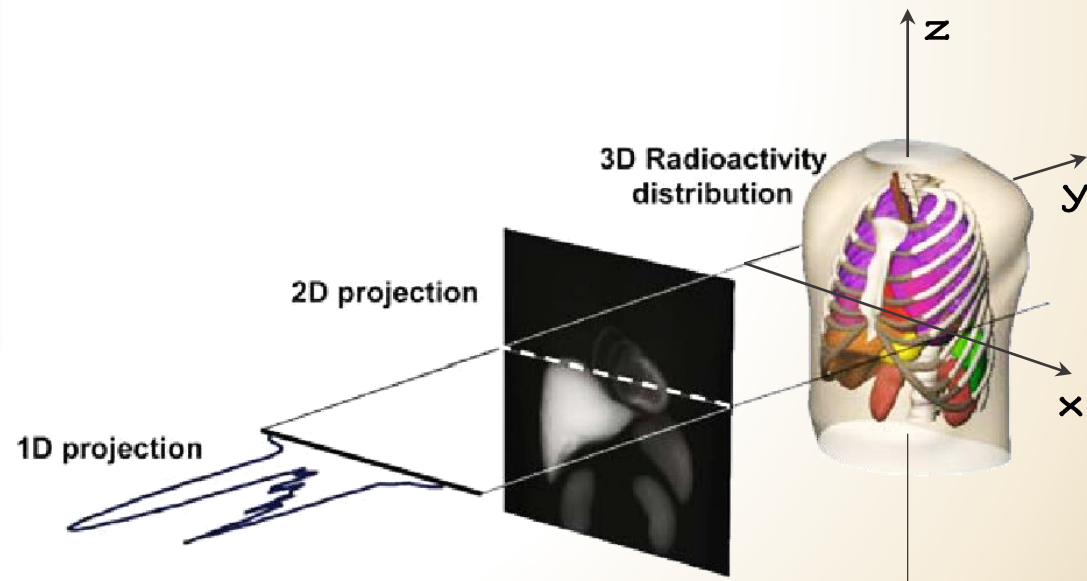 z
3D Radioactivity
distribution
y
2D projection
x
1D projection